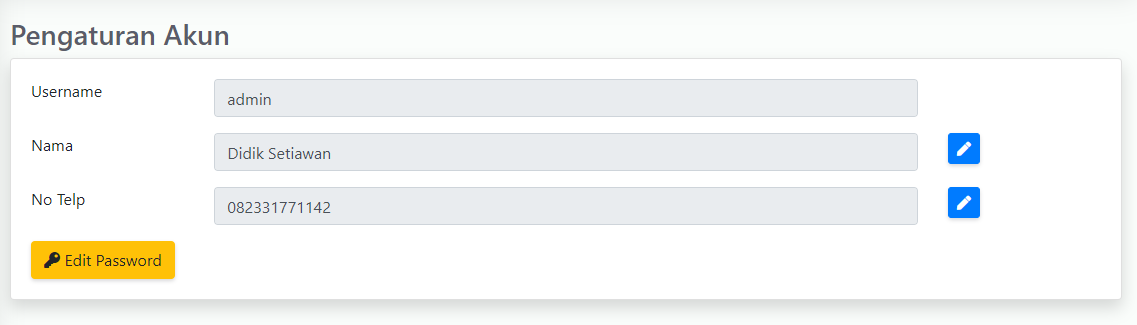 Pengaturan Akun
Username
admin
Nama
Didik Setiawan
No Telp
082331771142
Edit Password